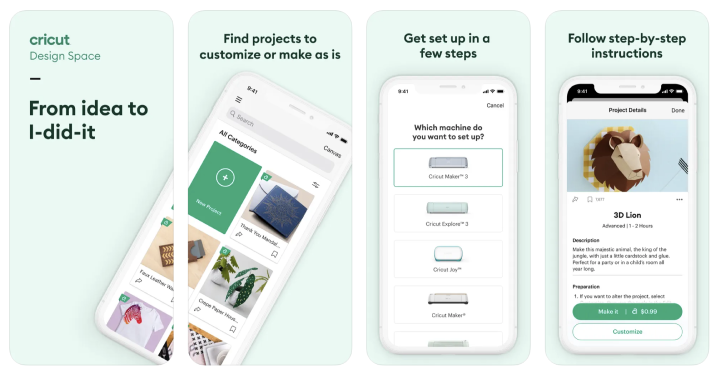 cricut
Design Space
From idea to
I-did-it
Faux Leather
Find projects to
customize or make as is
9:41
Search
All Categories
Canvas
New Project
Thank You Mandal...
Crepe Paper Hous...
Get set up in a
few steps
9:41
Cancel
Which machine do
you want to set up?
Cricut Maker™ 3
Cricut Explore™ 3
Cricut Joy™
Cricut Maker®
Follow step-by-step
instructions
9:41
Project Details
Done
3D Lion
Advanced | 1 - 2 Hours
Description
Make this majestic animal, the king of the
jungle, with just a little cardstock and glue.
Perfect for a party or in a child's room all
year long.
Preparation
1. If you want to alter the project, select
Make it | $0.99
Customize